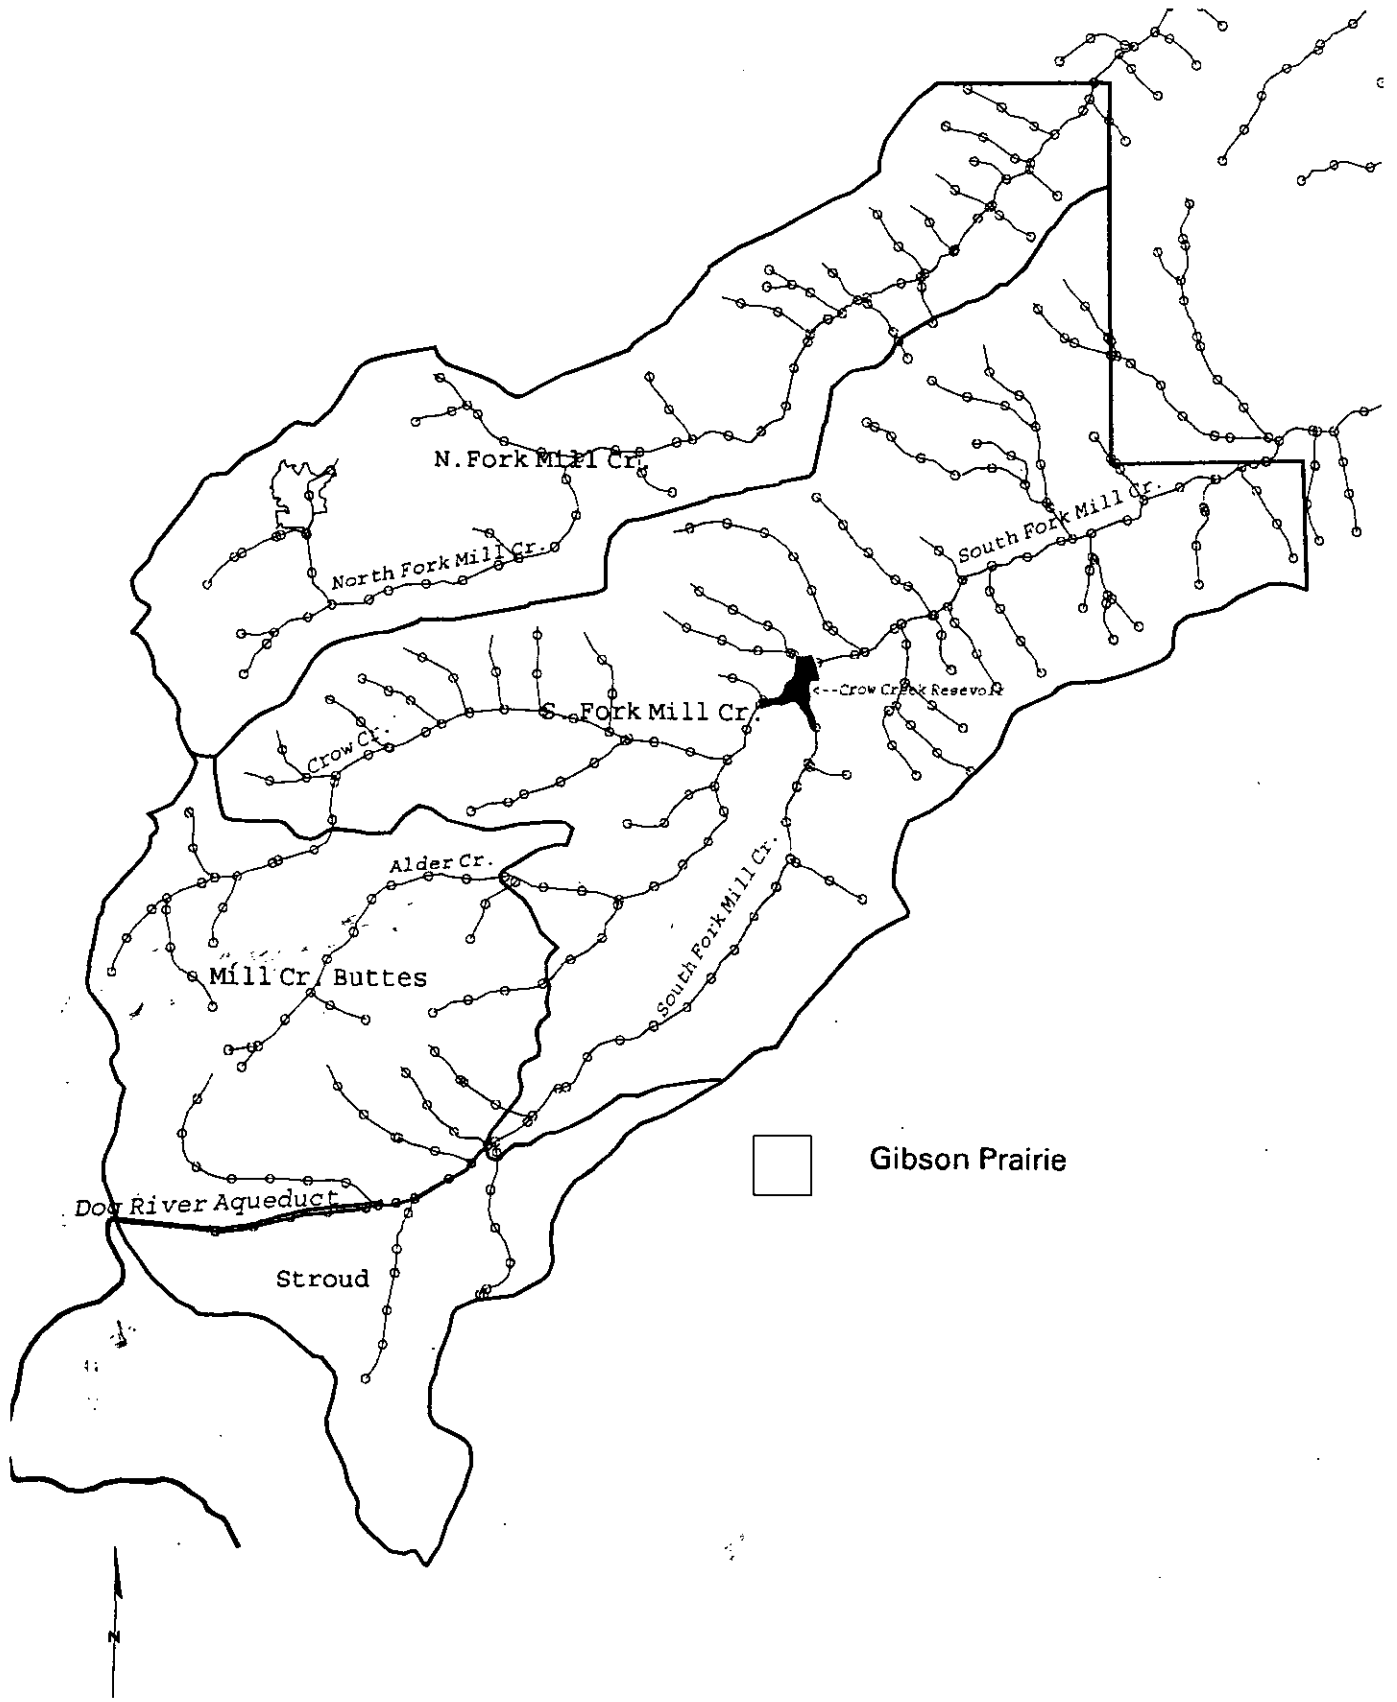 N.Fork Mill Cr.
North Fork Mill Cr.
South Fork Mill Cr.
<--Crow Creek Resevoir
S. Fork Mill Cr.
Crow Cr.
Alder Cr.
South Fork Mill Cr.
Mill Cr. Buttes
Gibson Prairie
Dog River Aqueduct
Stroud
N